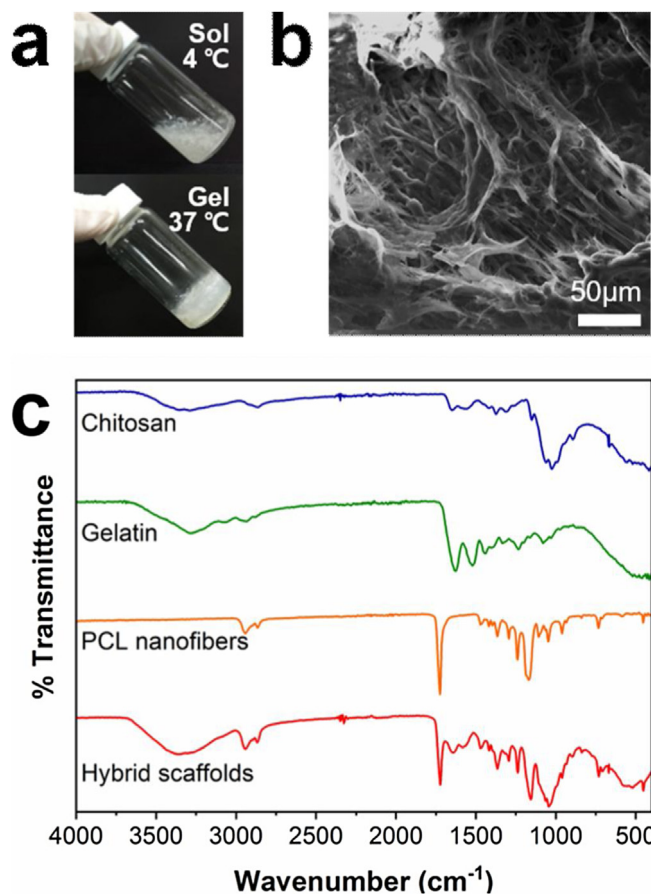 a
Sol
4 ℃
Gel
37 ℃
b
50μm
c
Chitosan
Gelatin
PCL nanofibers
Hybrid scaffolds
% Transmittance
4000 3500 3000 2500 2000 1500 1000 500
Wavenumber (cm⁻¹)